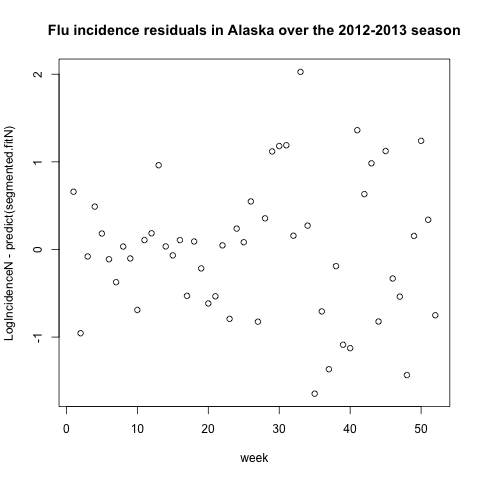 Flu incidence residuals in Alaska over the 2012-2013 season
LogIncidenceN - predict(segmented.fitN)
2
1
0
-1
0 10 20 30 40 50
week